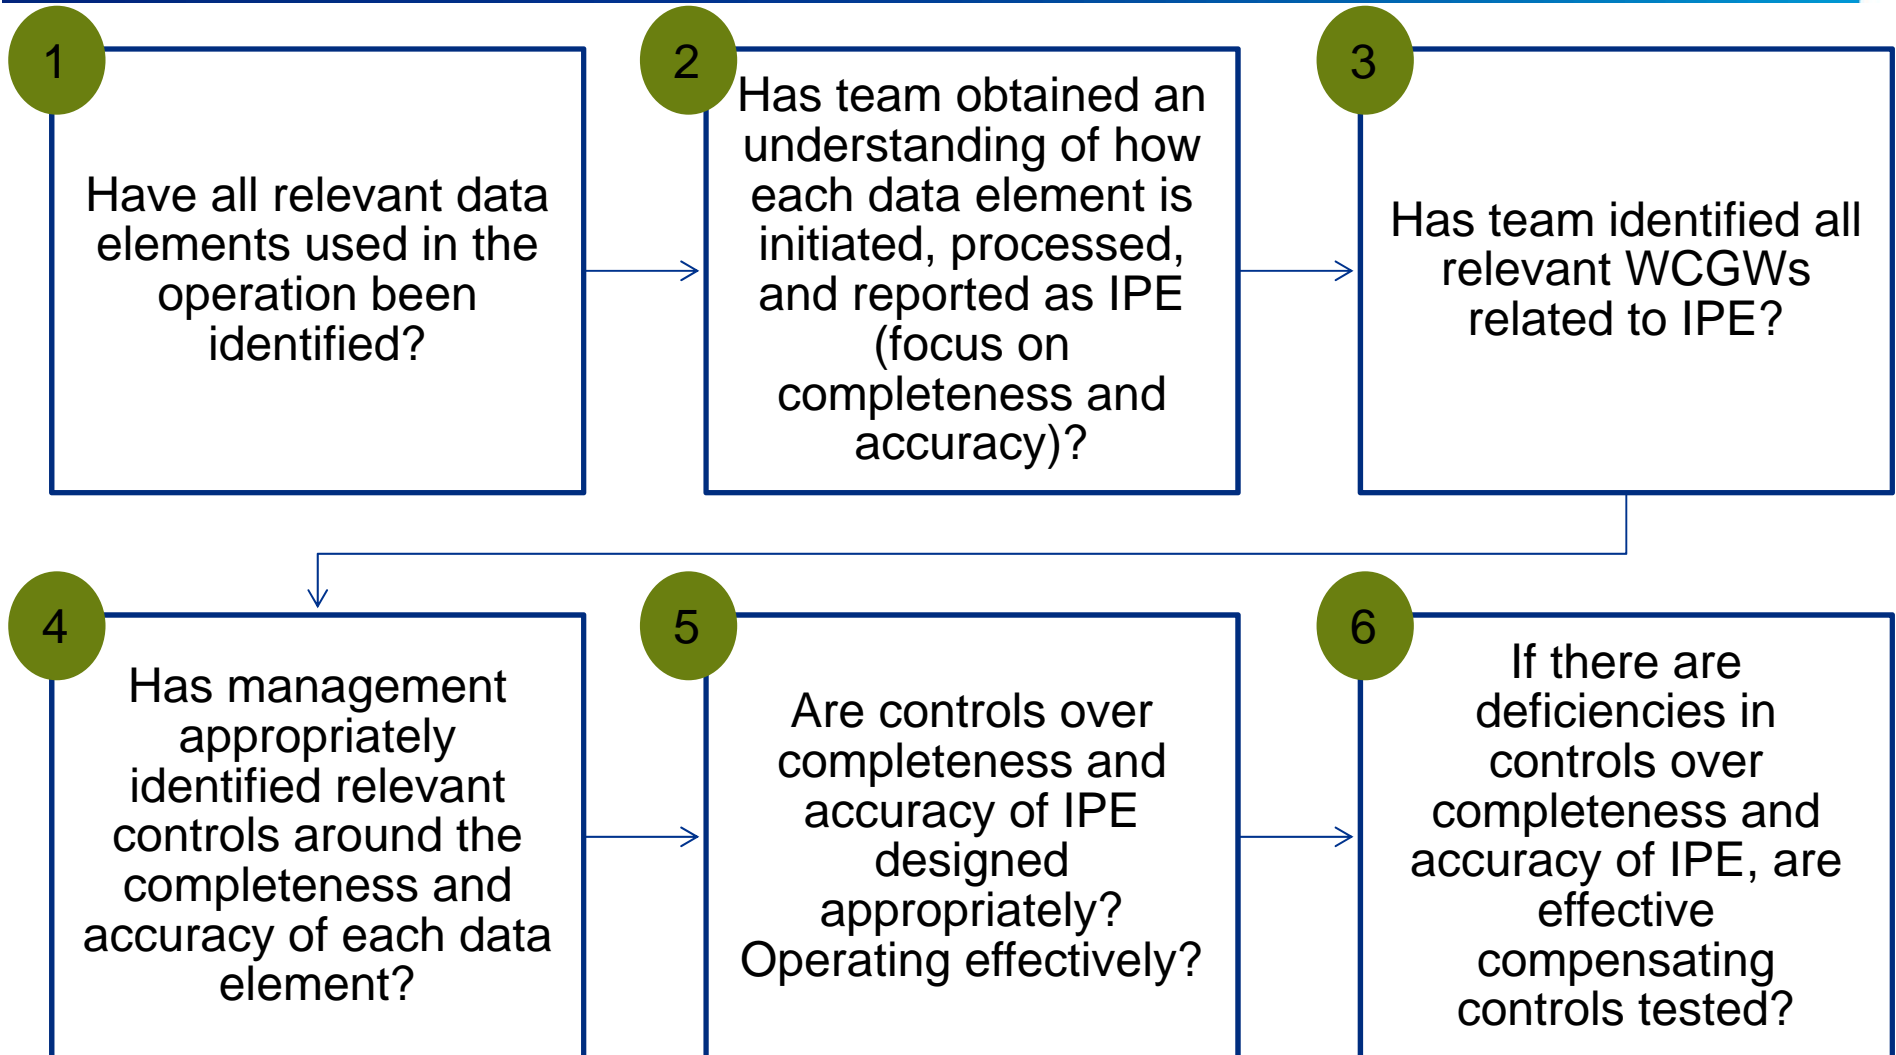 1
Have all relevant data
elements used in the
operation been
identified?
2
Has team obtained an
understanding of how
each data element is
initiated, processed,
and reported as IPE
(focus on
completeness and
accuracy)?
3
Has team identified all
relevant WCGWs
related to IPE?
4
Has management
appropriately
identified relevant
controls around the
completeness and
accuracy of each data
element?
5
Are controls over
completeness and
accuracy of IPE
designed
appropriately?
Operating effectively?
6
If there are
deficiencies in
controls over
completeness and
accuracy of IPE, are
effective
compensating
controls tested?